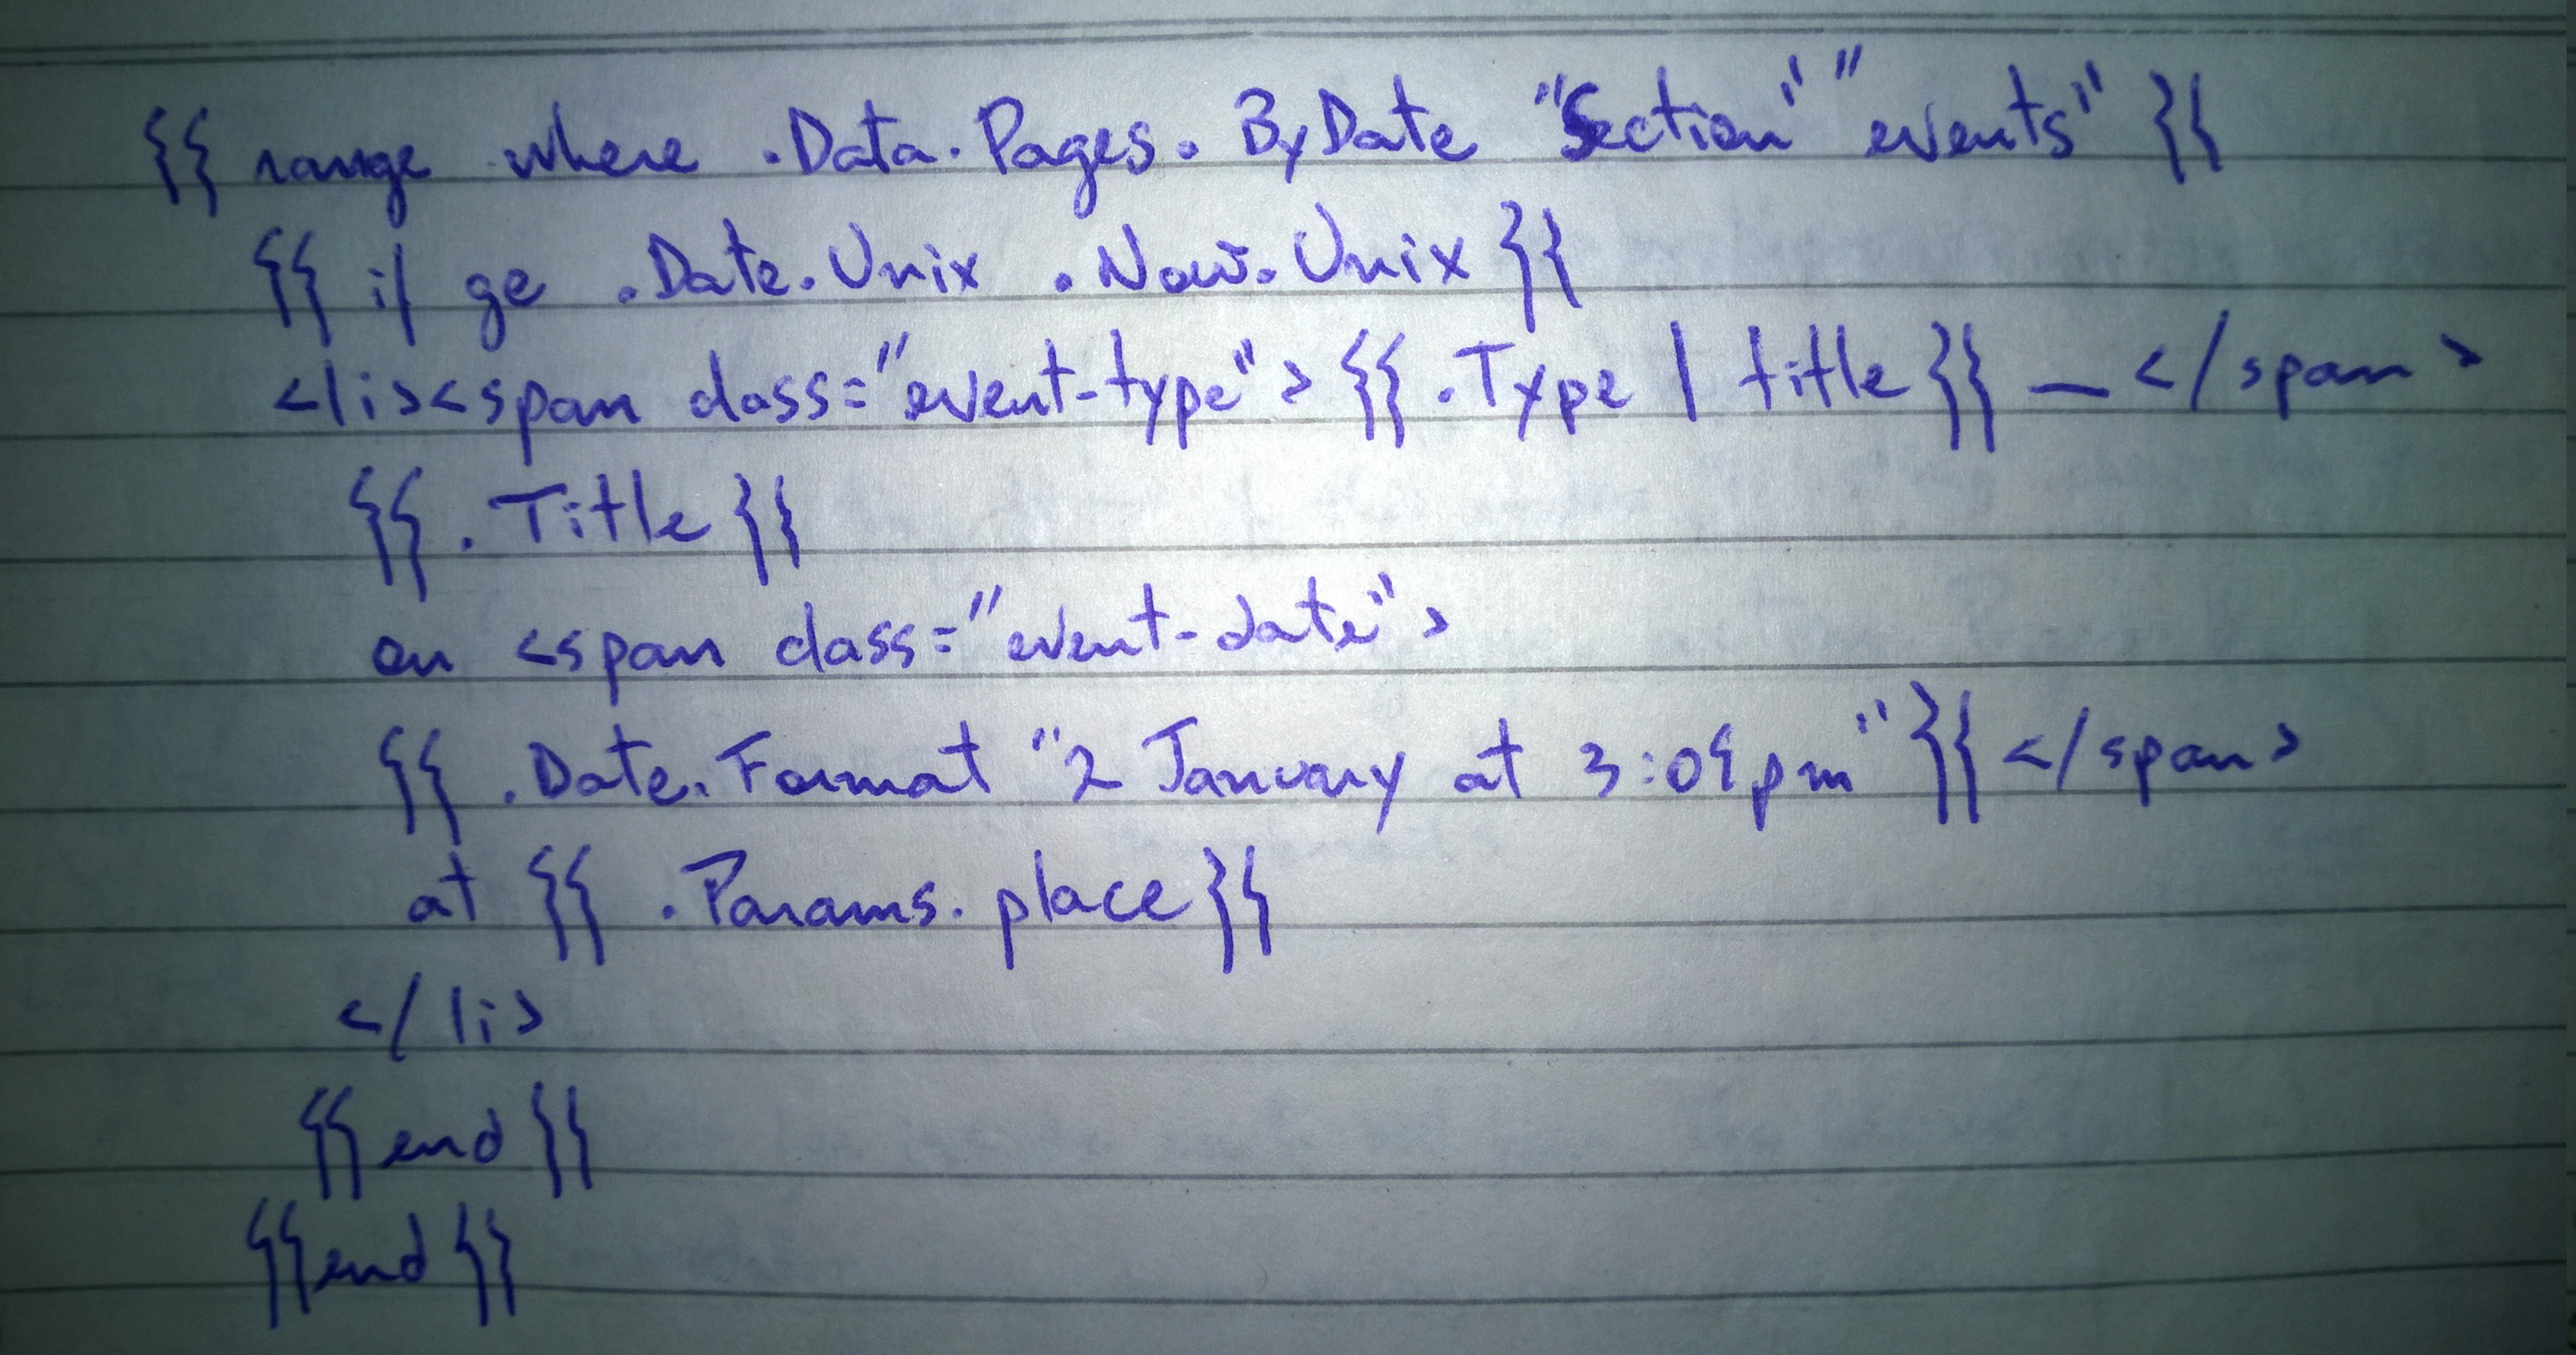 {{ range where .Data.Pages.ByDate "Section" "events" }}
{{ if ge .Date.Unix .Now.Unix }}
<li><span class="event-type">{{ .Type | title }} — </span>
{{ .Title }}
on <span class="event-date">
{{ .Date.Format "2 January at 3:04pm" }}</span>
at {{ .Params.place }}
</li>
{{ end }}
{{ end }}